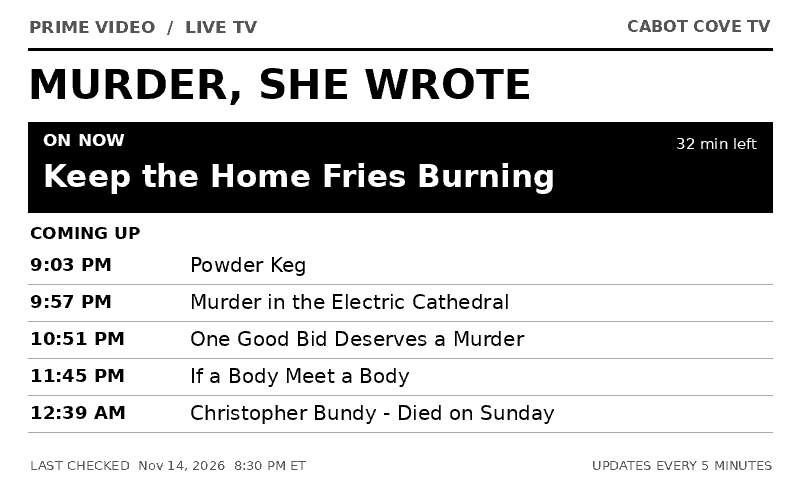 PRIME VIDEO / LIVE TV
CABOT COVE TV
MURDER, SHE WROTE
ON NOW
32 min left
Keep the Home Fries Burning
COMING UP
9:03 PM Powder Keg
9:57 PM Murder in the Electric Cathedral
10:51 PM One Good Bid Deserves a Murder
11:45 PM If a Body Meet a Body
12:39 AM Christopher Bundy - Died on Sunday
LAST CHECKED Nov 14, 2026 8:30 PM ET
UPDATES EVERY 5 MINUTES